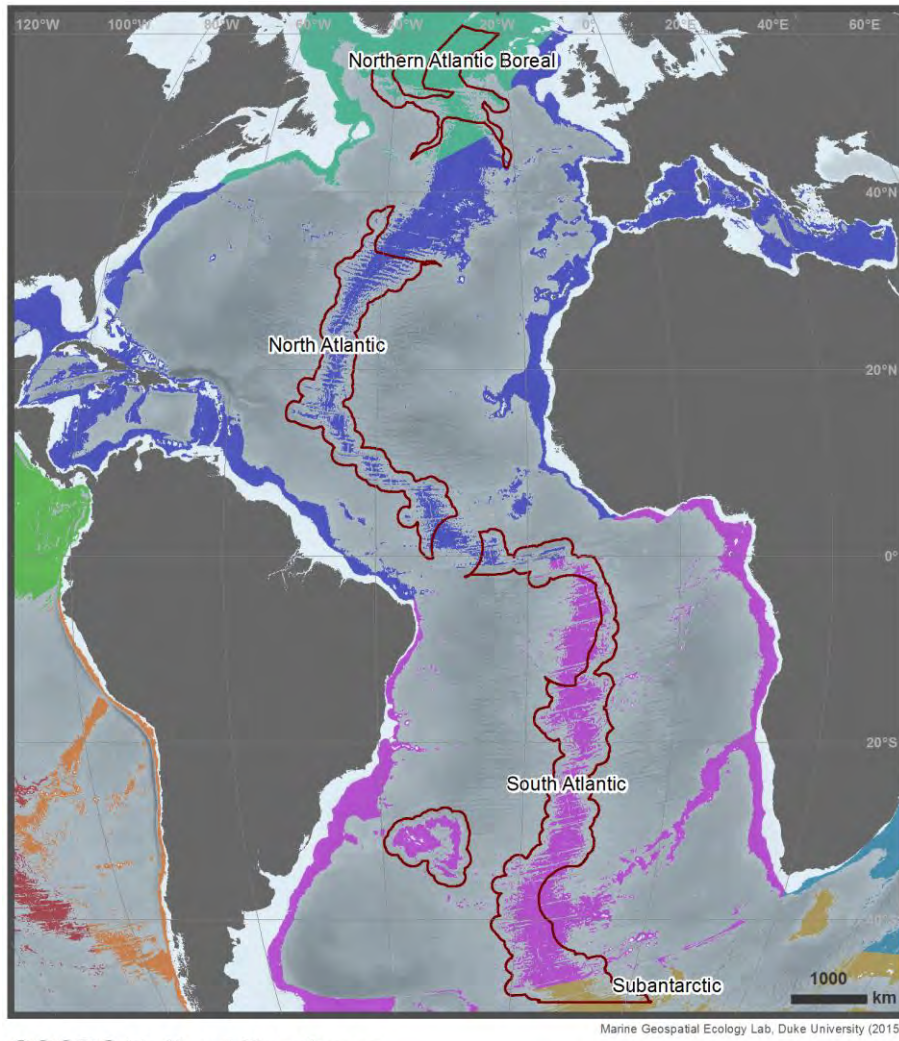 120°W 60°W 40°W 20°W 0° 20°E 60°E
Northern Atlantic Boreal
40°N
North Atlantic
20°N
0°
20°S
South Atlantic
40°S
Subantarctic
1000
km
Marine Geospatial Ecology Lab, Duke University (2015